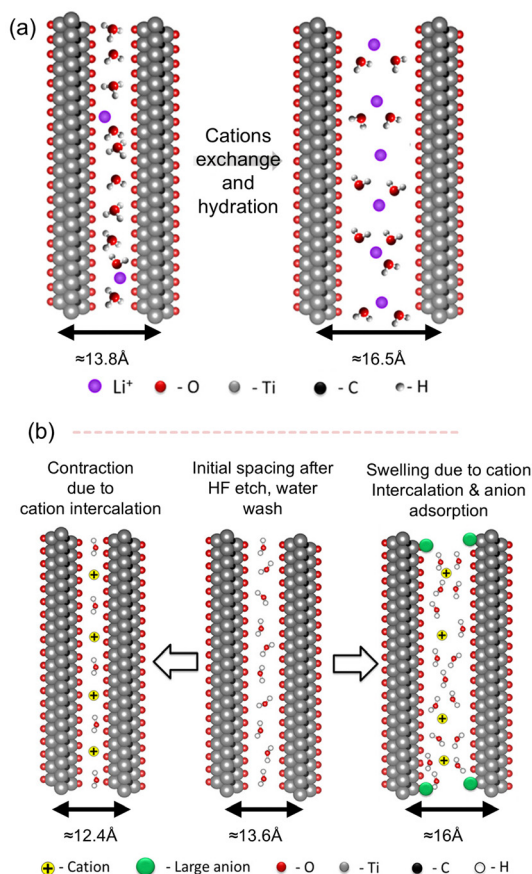 (a)
Cations
exchange
and
hydration
≈13.8Å
≈16.5Å
Li⁺ - O - Ti - C - H
(b)
Contraction
due to
cation intercalation
Initial spacing after
HF etch, water
wash
Swelling due to cation
Intercalation & anion
adsorption
≈12.4Å
≈13.6Å
≈16Å
+ - Cation - Large anion - O - Ti - C - H